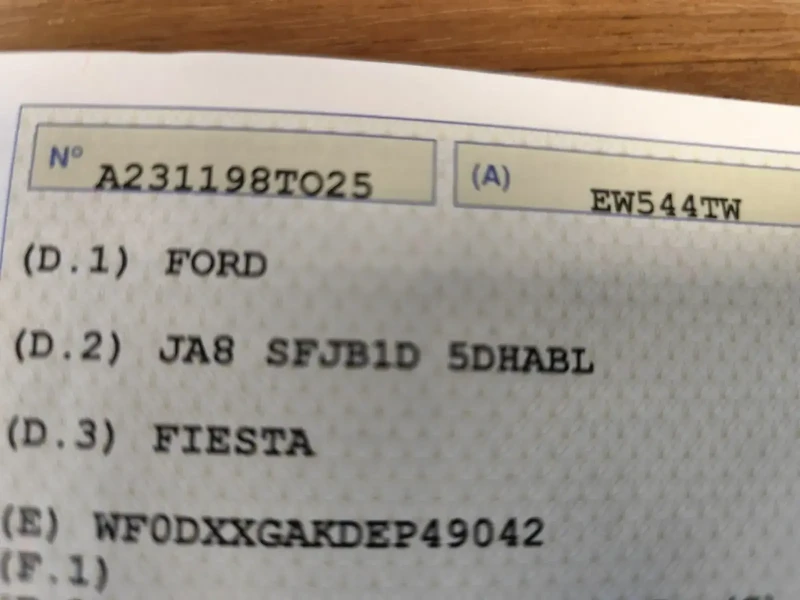 N° A231198TO25 (A) EW544TW
(D.1) FORD
(D.2) JA8 SFJB1D 5DHABL
(D.3) FIESTA
(E) WF0DXXGAKDEP49042
(F.1)